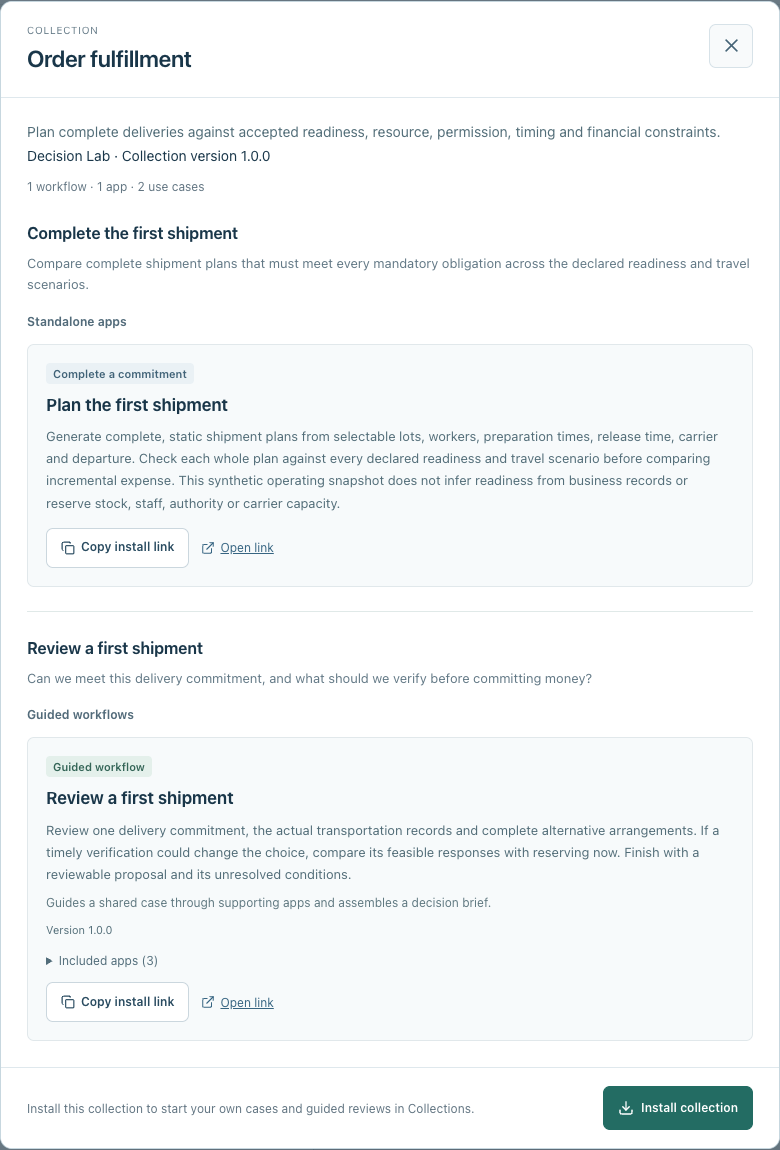 COLLECTION
Order fulfillment
Plan complete deliveries against accepted readiness, resource, permission, timing and financial constraints.
Decision Lab · Collection version 1.0.0
1 workflow · 1 app · 2 use cases
Complete the first shipment
Compare complete shipment plans that must meet every mandatory obligation across the declared readiness and travel
scenarios.
Standalone apps
Complete a commitment
Plan the first shipment
Generate complete, static shipment plans from selectable lots, workers, preparation times, release time, carrier
and departure. Check each whole plan against every declared readiness and travel scenario before comparing
incremental expense. This synthetic operating snapshot does not infer readiness from business records or
reserve stock, staff, authority or carrier capacity.
Copy install link
Open link
Review a first shipment
Can we meet this delivery commitment, and what should we verify before committing money?
Guided workflows
Guided workflow
Review a first shipment
Review one delivery commitment, the actual transportation records and complete alternative arrangements. If a
timely verification could change the choice, compare its feasible responses with reserving now. Finish with a
reviewable proposal and its unresolved conditions.
Guides a shared case through supporting apps and assembles a decision brief.
Version 1.0.0
Included apps (3)
Copy install link
Open link
Install this collection to start your own cases and guided reviews in Collections.
Install collection